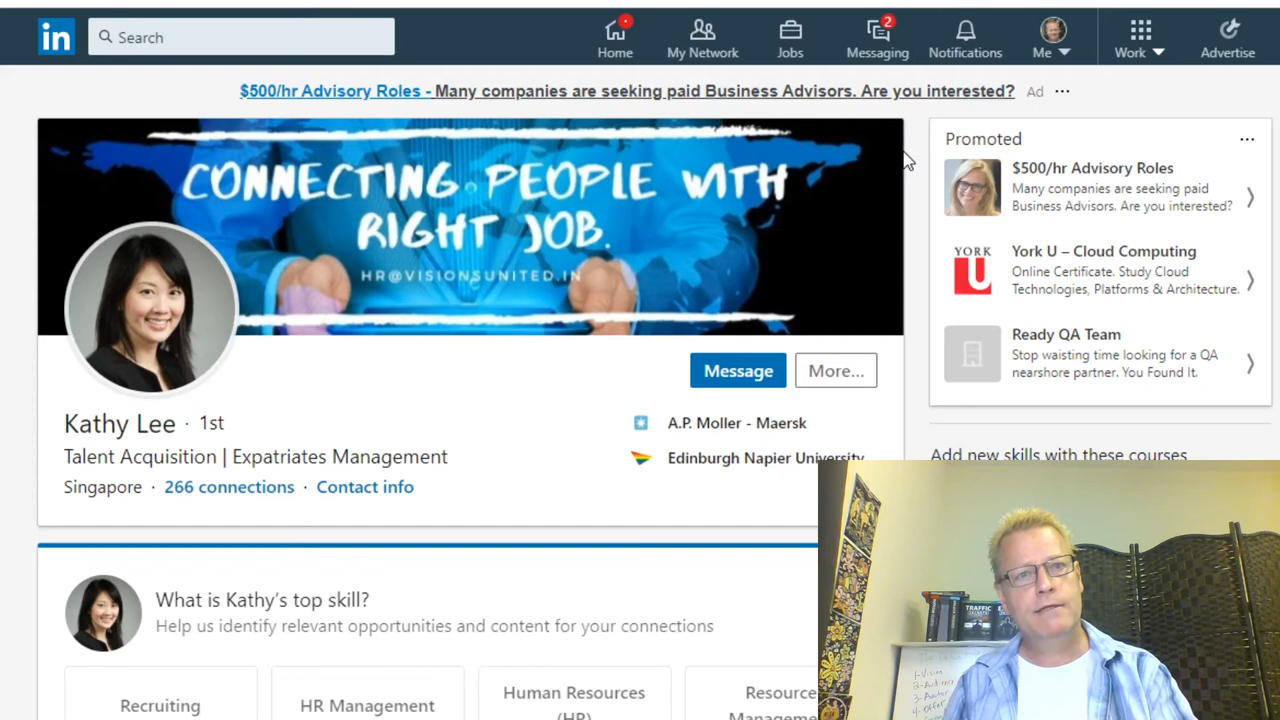 in
Search
Home
My Network
Jobs
2
Messaging
Notifications
Me
Work
Advertise
$500/hr Advisory Roles - Many companies are seeking paid Business Advisors. Are you interested? Ad ...
CONNECTING PEOPLE WITH
RIGHT JOB.
HR@VISIONSUNITED.IN
Message
More...
Kathy Lee · 1st
Talent Acquisition | Expatriates Management
Singapore · 266 connections · Contact info
A.P. Moller - Maersk
Edinburgh Napier University
What is Kathy's top skill?
Help us identify relevant opportunities and content for your connections
Recruiting
HR Management
Human Resources
(HR)
Resource
Promoted
...
$500/hr Advisory Roles
Many companies are seeking paid
Business Advisors. Are you interested?
YORK
U
York U – Cloud Computing
Online Certificate. Study Cloud
Technologies, Platforms & Architecture.
Ready QA Team
Stop waisting time looking for a QA
nearshore partner. You Found It.
Add new skills with these courses
TRAFFIC